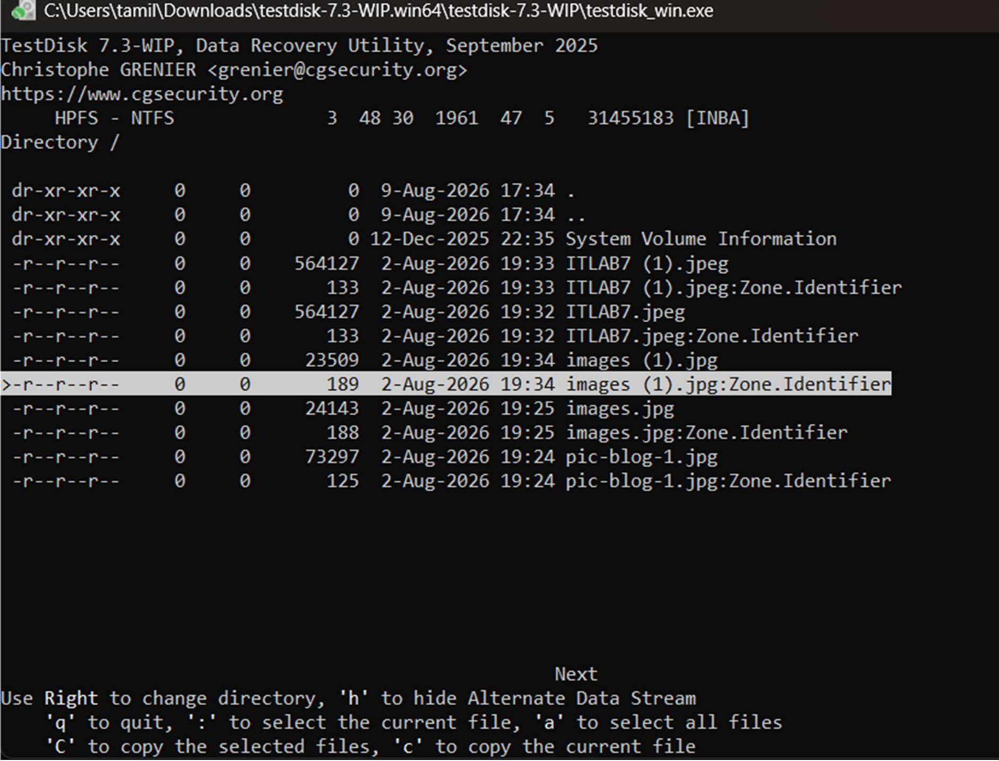 C:\Users\tamil\Downloads\testdisk-7.3-WIP.win64\testdisk-7.3-WIP\testdisk_win.exe
TestDisk 7.3-WIP, Data Recovery Utility, September 2025
Christophe GRENIER <grenier@cgsecurity.org>
https://www.cgsecurity.org
     HPFS - NTFS              3  48 30  1961  47  5   31455183 [INBA]
Directory /
 dr-xr-xr-x     0     0         0  9-Aug-2026 17:34 .
 dr-xr-xr-x     0     0         0  9-Aug-2026 17:34 ..
 dr-xr-xr-x     0     0         0 12-Dec-2025 22:35 System Volume Information
 -r--r--r--     0     0    564127  2-Aug-2026 19:33 ITLAB7 (1).jpeg
 -r--r--r--     0     0       133  2-Aug-2026 19:33 ITLAB7 (1).jpeg:Zone.Identifier
 -r--r--r--     0     0    564127  2-Aug-2026 19:32 ITLAB7.jpeg
 -r--r--r--     0     0       133  2-Aug-2026 19:32 ITLAB7.jpeg:Zone.Identifier
 -r--r--r--     0     0     23509  2-Aug-2026 19:34 images (1).jpg
>-r--r--r--     0     0       189  2-Aug-2026 19:34 images (1).jpg:Zone.Identifier
 -r--r--r--     0     0     24143  2-Aug-2026 19:25 images.jpg
 -r--r--r--     0     0       188  2-Aug-2026 19:25 images.jpg:Zone.Identifier
 -r--r--r--     0     0     73297  2-Aug-2026 19:24 pic-blog-1.jpg
 -r--r--r--     0     0       125  2-Aug-2026 19:24 pic-blog-1.jpg:Zone.Identifier
Next
Use Right to change directory, 'h' to hide Alternate Data Stream
    'q' to quit, ':' to select the current file, 'a' to select all files
    'C' to copy the selected files, 'c' to copy the current file